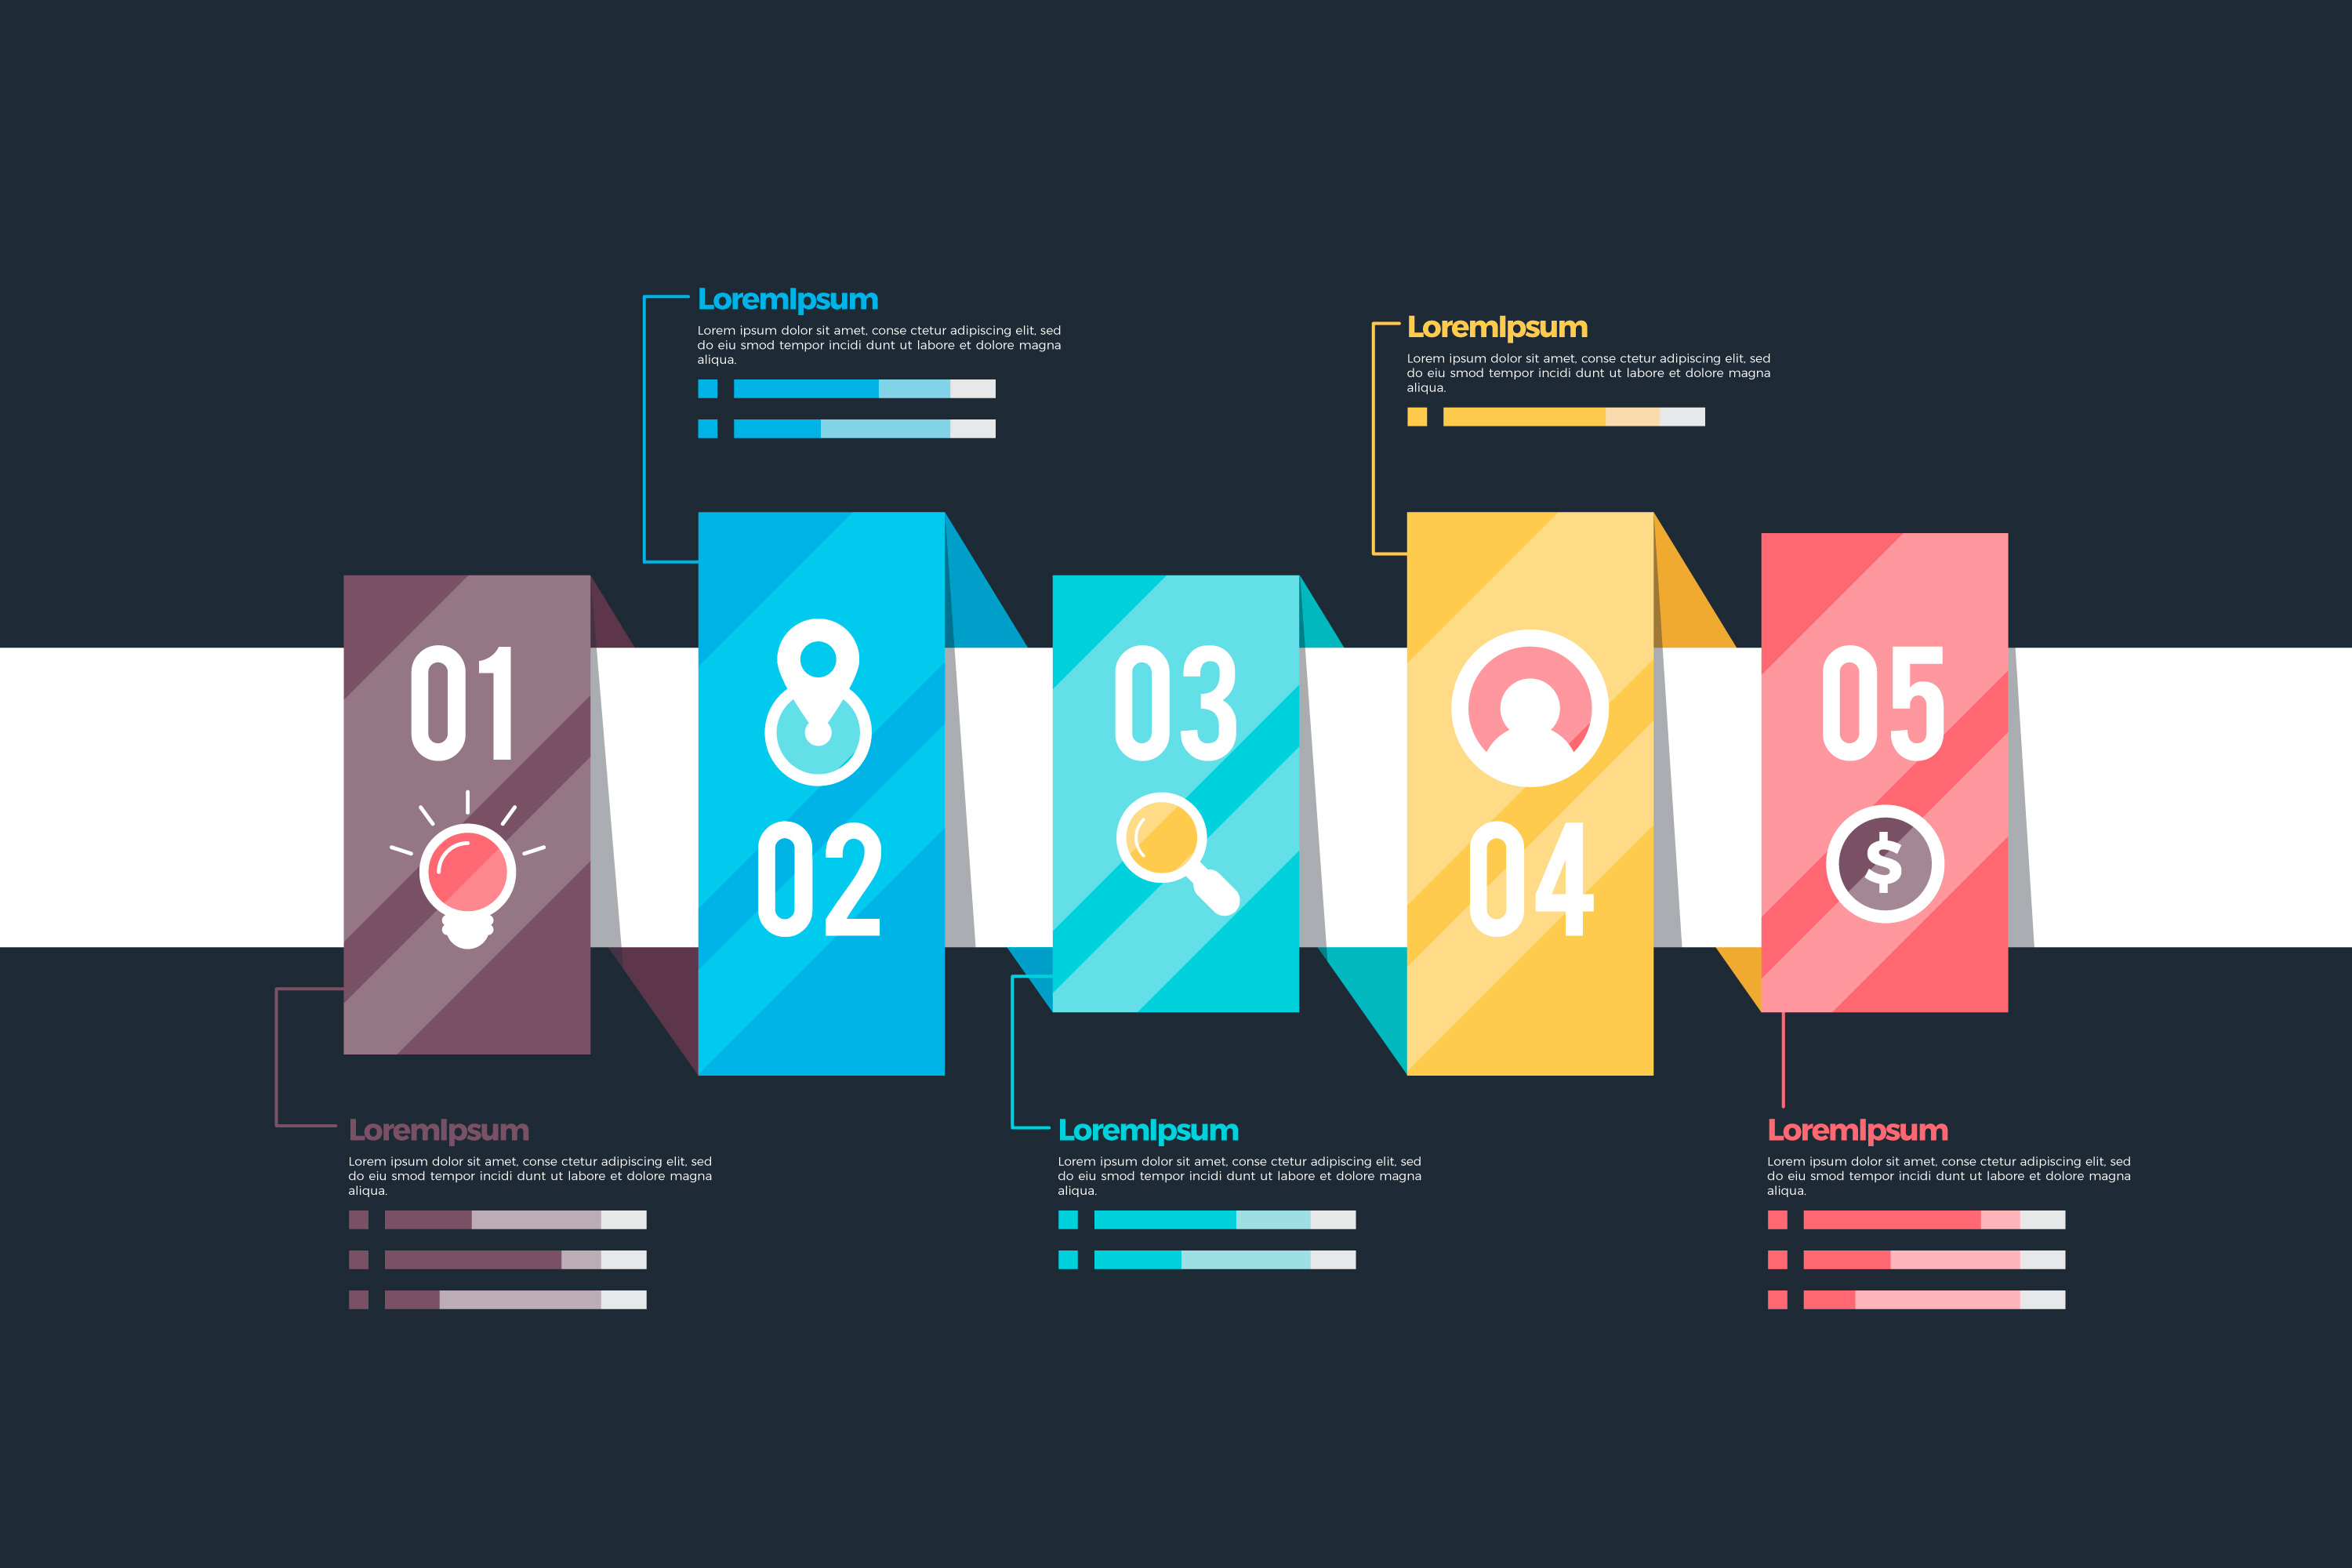 LoremIpsum
Lorem ipsum dolor sit amet, conse ctetur adipiscing elit, sed
do eiu smod tempor incidi dunt ut labore et dolore magna
aliqua.
LoremIpsum
Lorem ipsum dolor sit amet, conse ctetur adipiscing elit, sed
do eiu smod tempor incidi dunt ut labore et dolore magna
aliqua.
01
02
03
04
05
$
LoremIpsum
Lorem ipsum dolor sit amet, conse ctetur adipiscing elit, sed
do eiu smod tempor incidi dunt ut labore et dolore magna
aliqua.
LoremIpsum
Lorem ipsum dolor sit amet, conse ctetur adipiscing elit, sed
do eiu smod tempor incidi dunt ut labore et dolore magna
aliqua.
LoremIpsum
Lorem ipsum dolor sit amet, conse ctetur adipiscing elit, sed
do eiu smod tempor incidi dunt ut labore et dolore magna
aliqua.